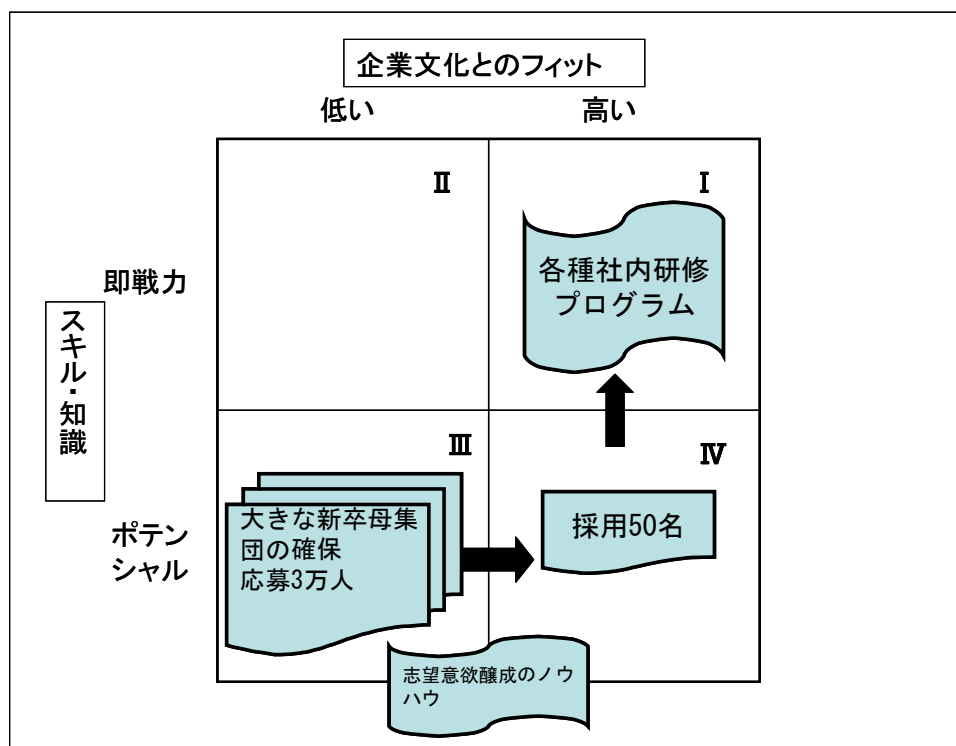 企業文化とのフィット
低い
高い
Ⅱ
Ⅰ
即戦力
各種社内研修
プログラム
スキル・知識
Ⅲ
Ⅳ
ポテン
シャル
大きな新卒母集
団の確保
応募3万人
採用50名
志望意欲醸成のノウ
ハウ